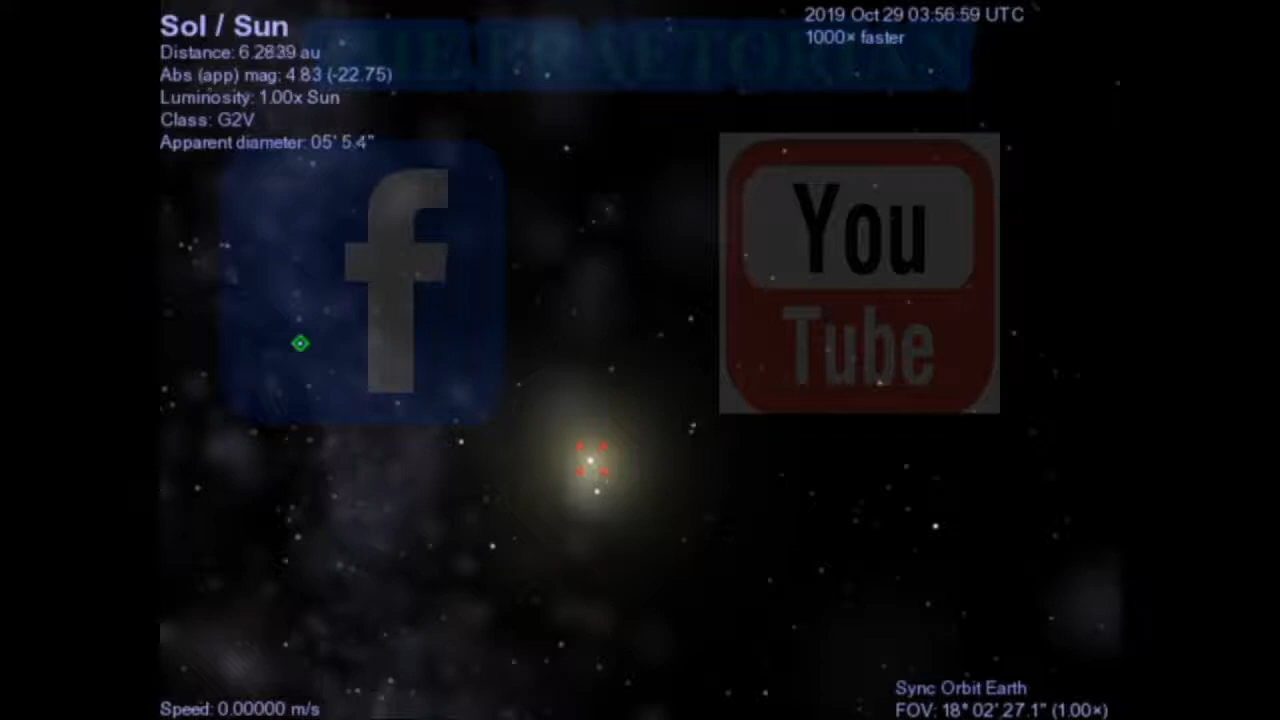 Sol / Sun
Distance: 6.2839 au
Abs (app) mag: 4.83 (-22.75)
Luminosity: 1.00x Sun
Class: G2V
Apparent diameter: 05' 5.4"
2019 Oct 29 03:56:59 UTC
1000× faster
THE PRAETORIAN
f
You
Tube
Speed: 0.00000 m/s
Sync Orbit Earth
FOV: 18° 02' 27.1" (1.00×)